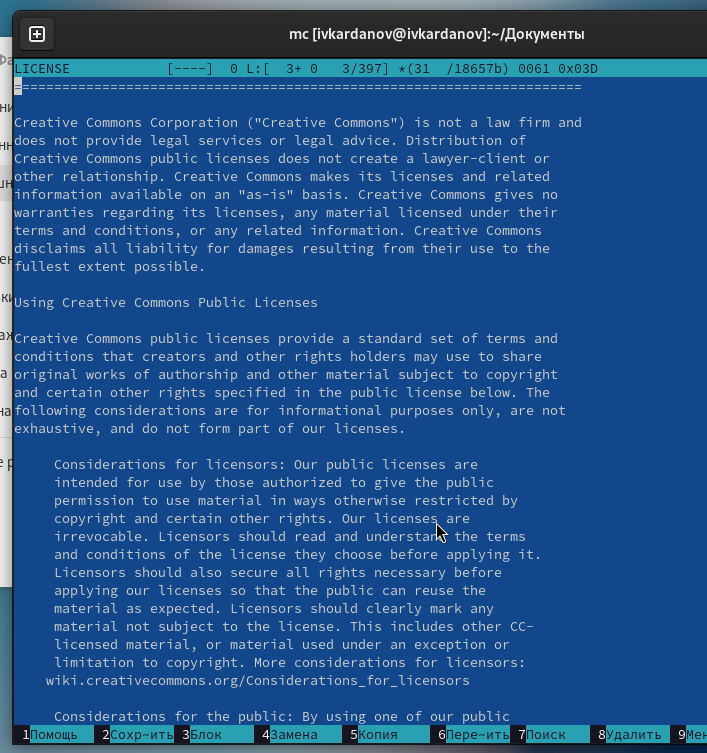 mc [ivkardanov@ivkardanov]:~/Документы
LICENSE [----] 0 L:[ 3+ 0 3/397] *(31 /18657b) 0061 0x03D
=======================================================================
Creative Commons Corporation ("Creative Commons") is not a law firm and
does not provide legal services or legal advice. Distribution of
Creative Commons public licenses does not create a lawyer-client or
other relationship. Creative Commons makes its licenses and related
information available on an "as-is" basis. Creative Commons gives no
warranties regarding its licenses, any material licensed under their
terms and conditions, or any related information. Creative Commons
disclaims all liability for damages resulting from their use to the
fullest extent possible.
Using Creative Commons Public Licenses
Creative Commons public licenses provide a standard set of terms and
conditions that creators and other rights holders may use to share
original works of authorship and other material subject to copyright
and certain other rights specified in the public license below. The
following considerations are for informational purposes only, are not
exhaustive, and do not form part of our licenses.
Considerations for licensors: Our public licenses are
intended for use by those authorized to give the public
permission to use material in ways otherwise restricted by
copyright and certain other rights. Our licenses are
irrevocable. Licensors should read and understand the terms
and conditions of the license they choose before applying it.
Licensors should also secure all rights necessary before
applying our licenses so that the public can reuse the
material as expected. Licensors should clearly mark any
material not subject to the license. This includes other CC-
licensed material, or material used under an exception or
limitation to copyright. More considerations for licensors:
wiki.creativecommons.org/Considerations_for_licensors
Considerations for the public: By using one of our public
1Помощь 2Сохр~ить 3Блок 4Замена 5Копия 6Пере~ить 7Поиск 8Удалить 9Мен